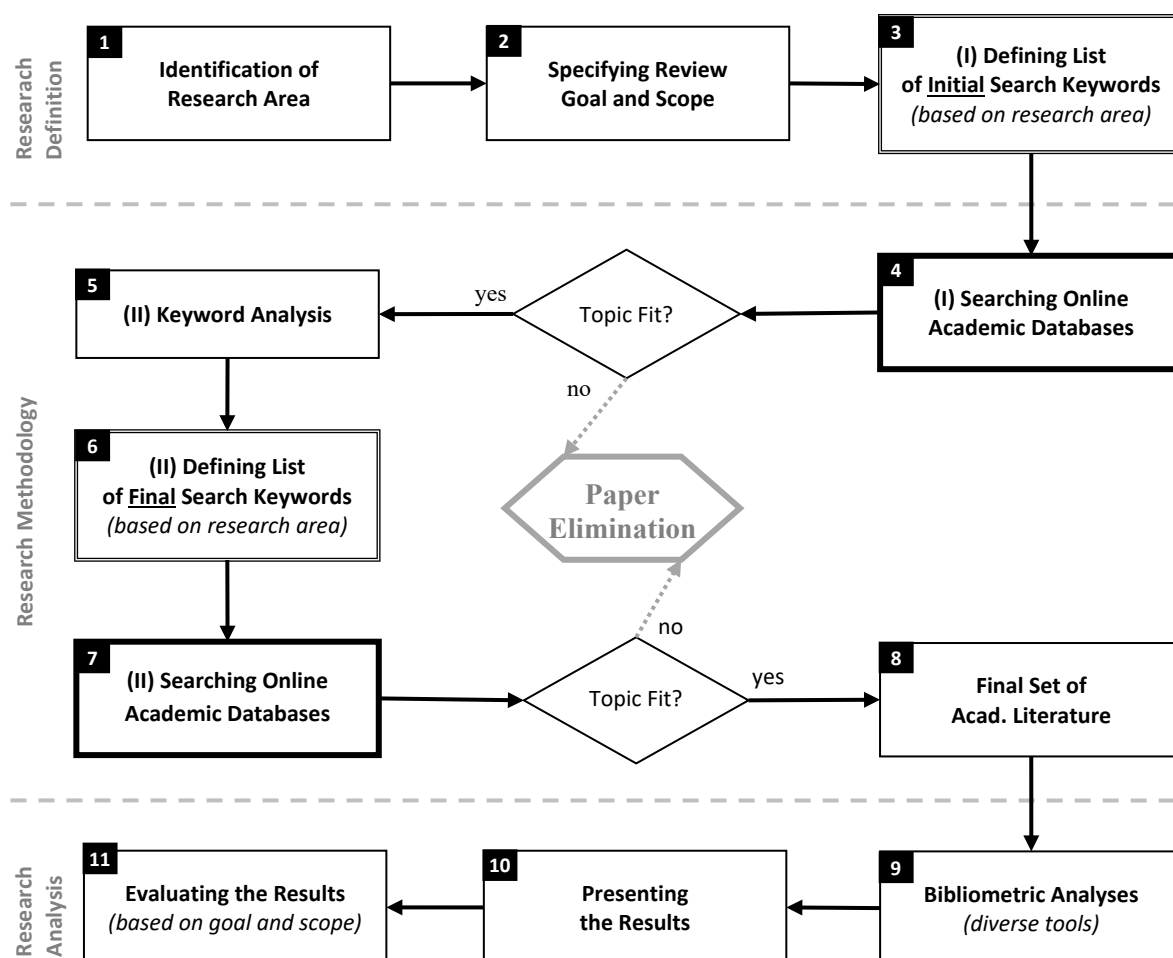 Researach
Definition
1
Identification of
Research Area
2
Specifying Review
Goal and Scope
3
(I) Defining List
of Initial Search Keywords
(based on research area)
Research Methodology
4
(I) Searching Online
Academic Databases
Topic Fit?
yes
no
5
(II) Keyword Analysis
6
(II) Defining List
of Final Search Keywords
(based on research area)
Paper
Elimination
7
(II) Searching Online
Academic Databases
Topic Fit?
no
yes
8
Final Set of
Acad. Literature
Research
Analysis
9
Bibliometric Analyses
(diverse tools)
10
Presenting
the Results
11
Evaluating the Results
(based on goal and scope)